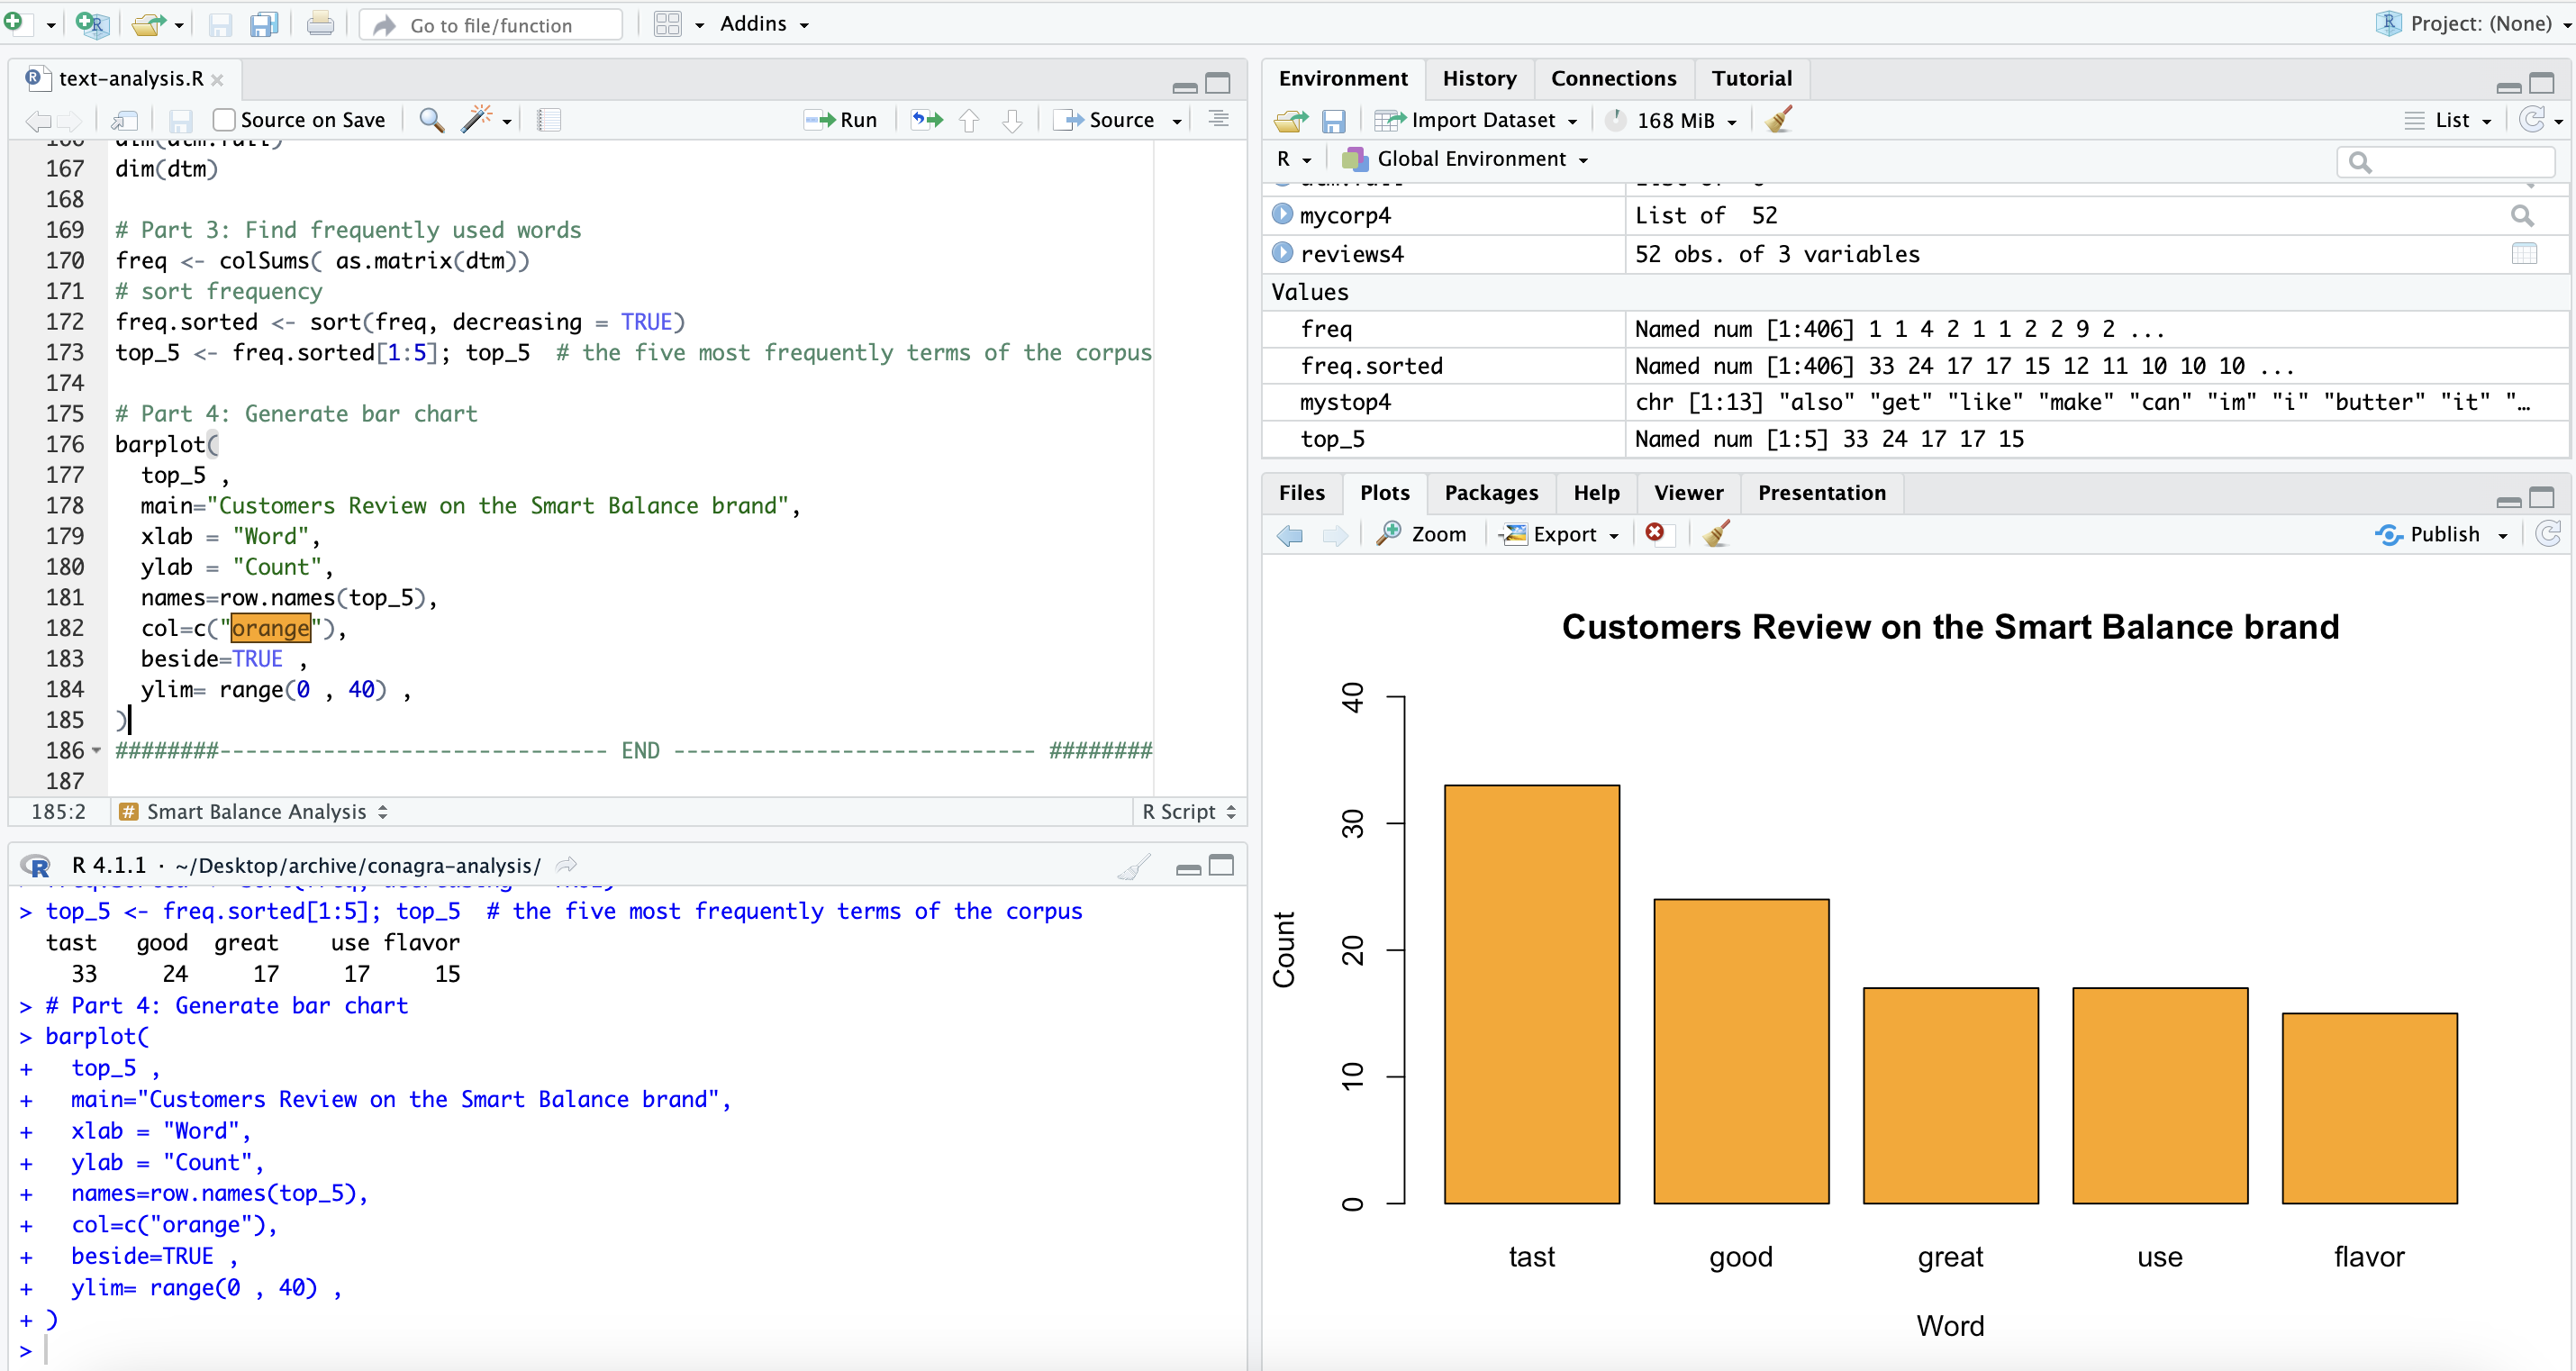 Go to file/function
Addins
Project: (None)
text-analysis.R
Source on Save
Run
Source
167 dim(dtm)
168
169 # Part 3: Find frequently used words
170 freq <- colSums( as.matrix(dtm))
171 # sort frequency
172 freq.sorted <- sort(freq, decreasing = TRUE)
173 top_5 <- freq.sorted[1:5]; top_5  # the five most frequently terms of the corpus
174
175 # Part 4: Generate bar chart
176 barplot(
177   top_5 ,
178   main="Customers Review on the Smart Balance brand",
179   xlab = "Word",
180   ylab = "Count",
181   names=row.names(top_5),
182   col=c("orange"),
183   beside=TRUE ,
184   ylim= range(0 , 40) ,
185 )
186 ########------------------------------ END ---------------------------- ########
187
185:2 # Smart Balance Analysis R Script
R 4.1.1 · ~/Desktop/archive/conagra-analysis/
> top_5 <- freq.sorted[1:5]; top_5  # the five most frequently terms of the corpus
tast good great use flavor
33 24 17 17 15
> # Part 4: Generate bar chart
> barplot(
+   top_5 ,
+   main="Customers Review on the Smart Balance brand",
+   xlab = "Word",
+   ylab = "Count",
+   names=row.names(top_5),
+   col=c("orange"),
+   beside=TRUE ,
+   ylim= range(0 , 40) ,
+ )
>
Environment History Connections Tutorial
Import Dataset 168 MiB List
R Global Environment
mycorp4 List of  52
reviews4 52 obs. of 3 variables
Values
freq Named num [1:406] 1 1 4 2 1 1 2 2 9 2 ...
freq.sorted Named num [1:406] 33 24 17 17 15 12 11 10 10 10 ...
mystop4 chr [1:13] "also" "get" "like" "make" "can" "im" "i" "butter" "it" "…
top_5 Named num [1:5] 33 24 17 17 15
Files Plots Packages Help Viewer Presentation
Zoom Export Publish
Customers Review on the Smart Balance brand
40
30
20
10
0
Count
tast good great use flavor
Word